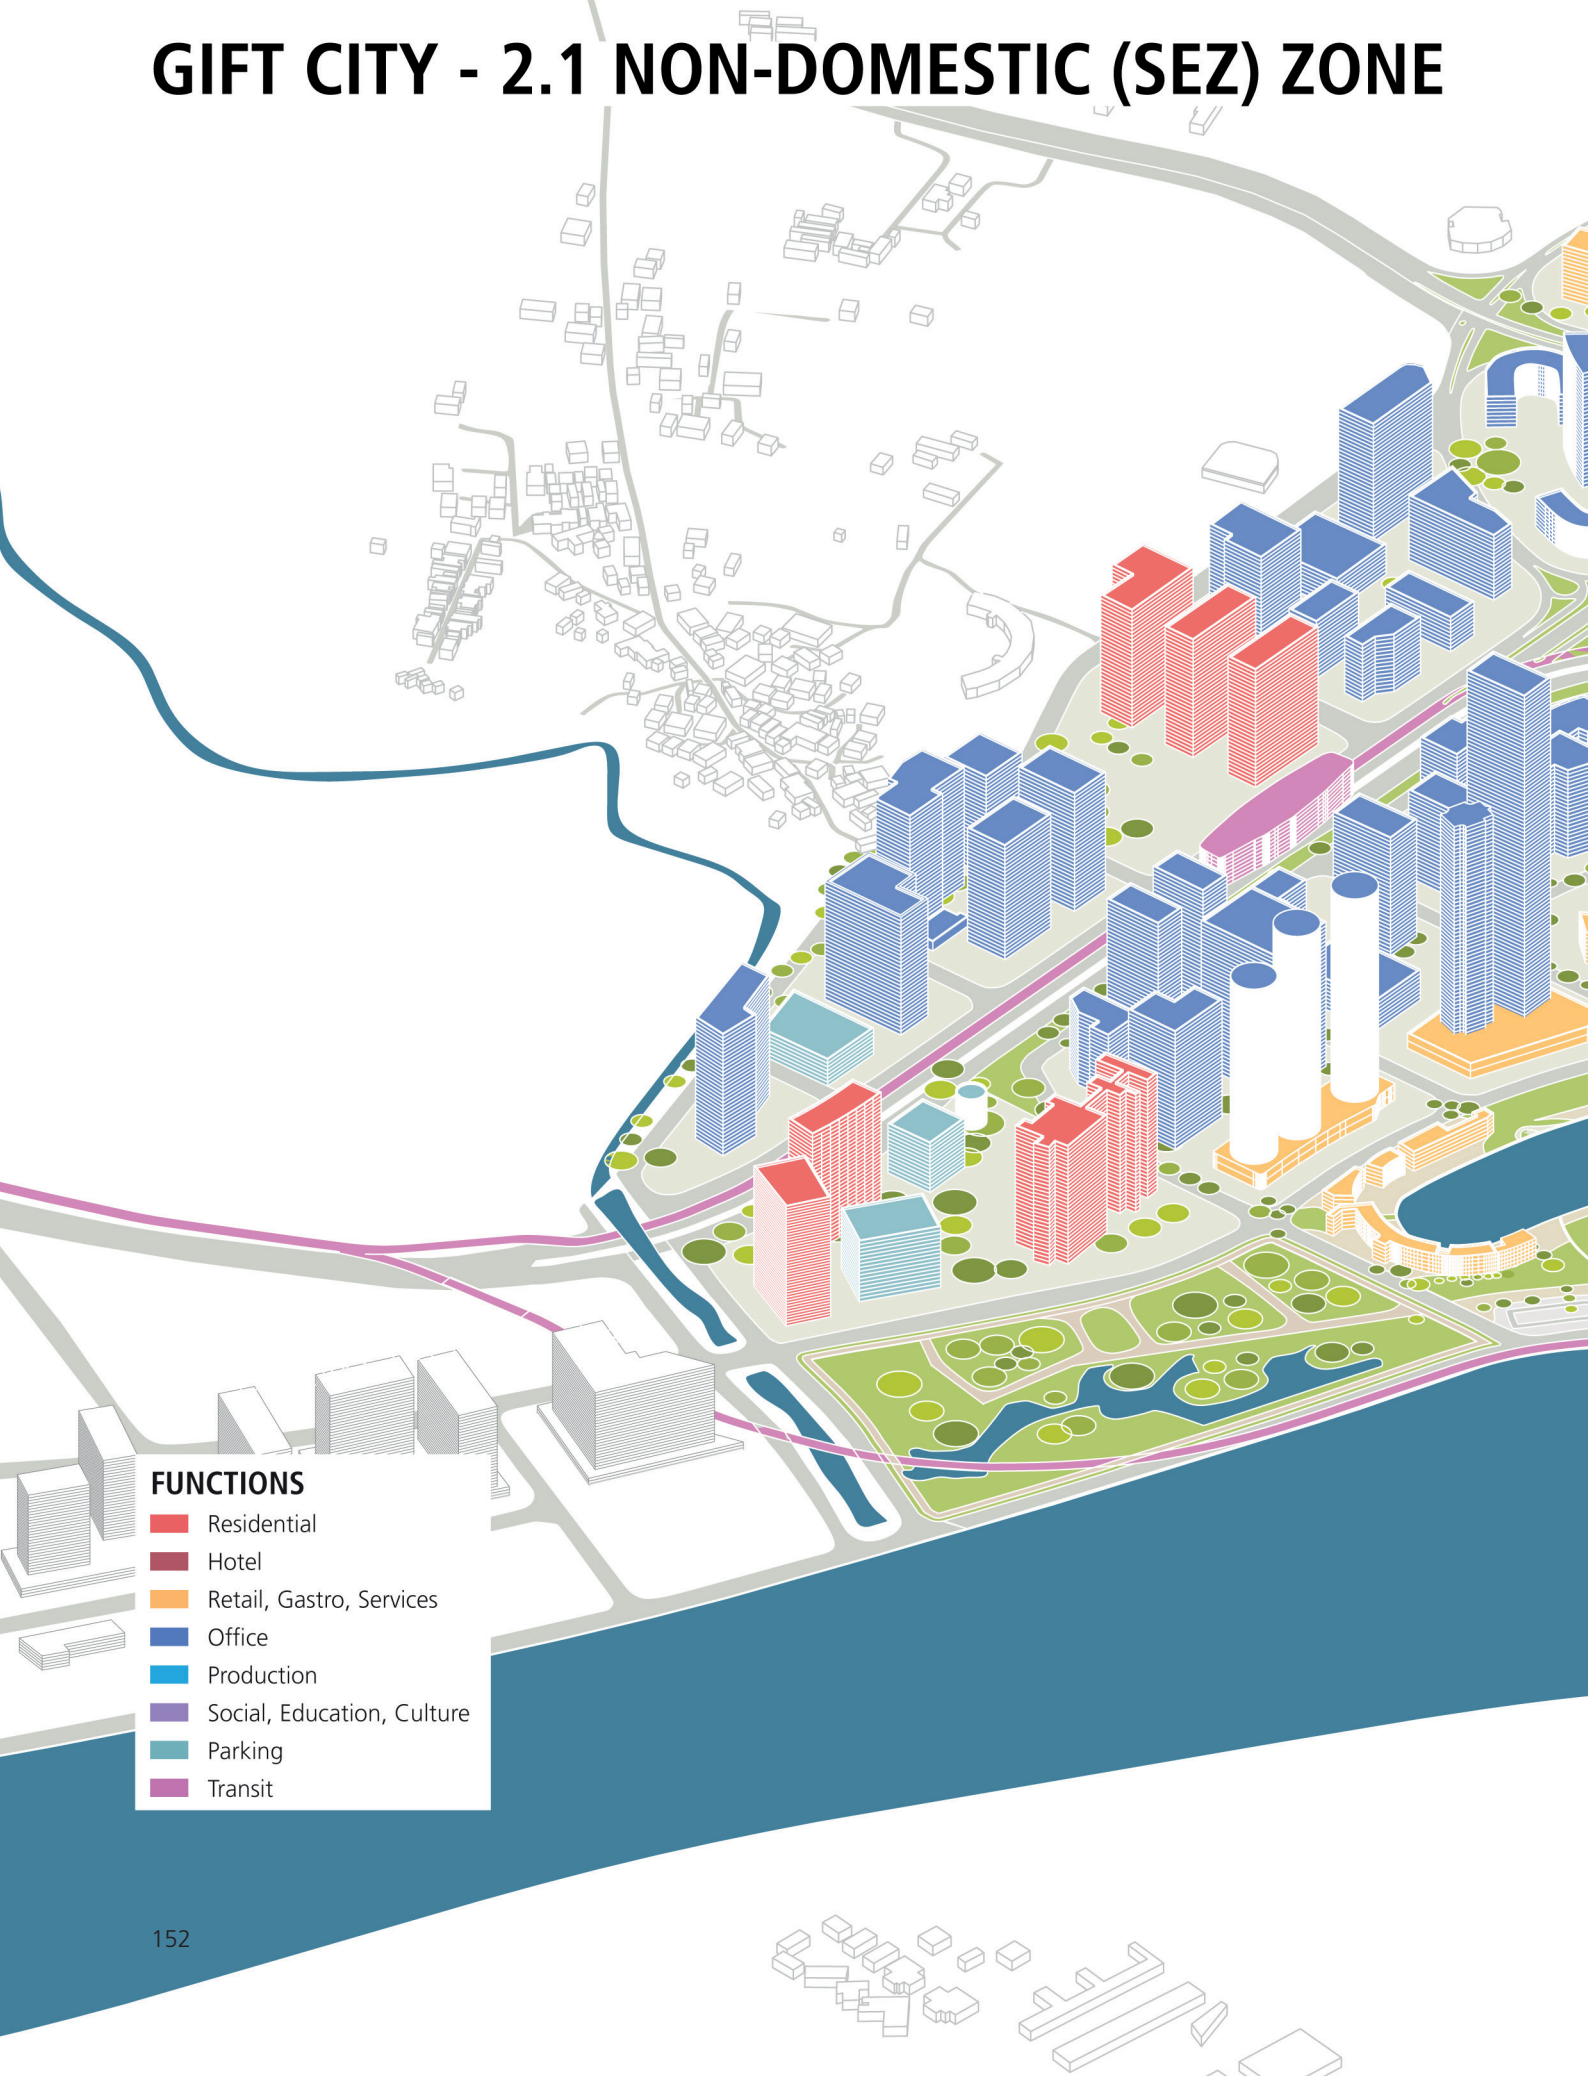 GIFT CITY - 2.1 NON-DOMESTIC (SEZ) ZONE
FUNCTIONS
Residential
Hotel
Retail, Gastro, Services
Office
Production
Social, Education, Culture
Parking
Transit
152